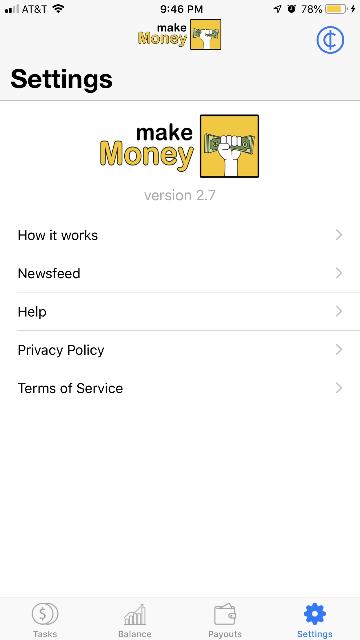 AT&T 9:46 PM 78%
make
Money
Settings
make
Money
version 2.7
How it works
Newsfeed
Help
Privacy Policy
Terms of Service
Tasks Balance Payouts Settings